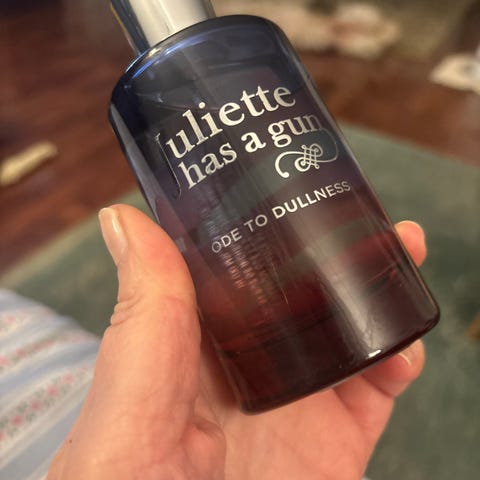 Juliette
has a gun
ODE TO DULLNESS